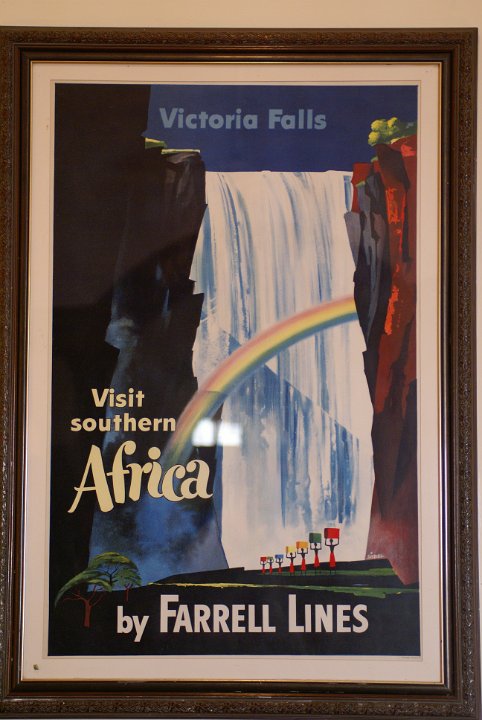 Victoria Falls
Visit
southern
Africa
by FARRELL LINES